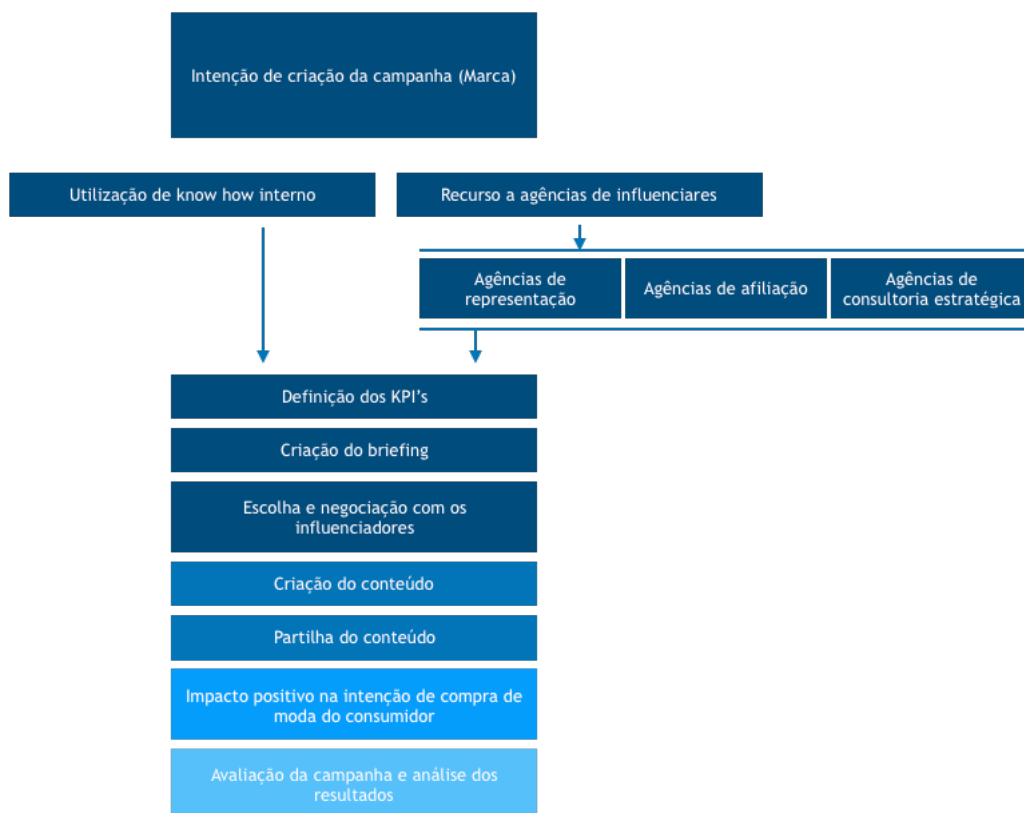 Intenção de criação da campanha (Marca)
Utilização de know how interno
Recurso a agências de influenciares
Agências de
representação
Agências de afiliação
Agências de
consultoria estratégica
Definição dos KPI’s
Criação do briefing
Escolha e negociação com os
influenciadores
Criação do conteúdo
Partilha do conteúdo
Impacto positivo na intenção de compra de
moda do consumidor
Avaliação da campanha e análise dos
resultados